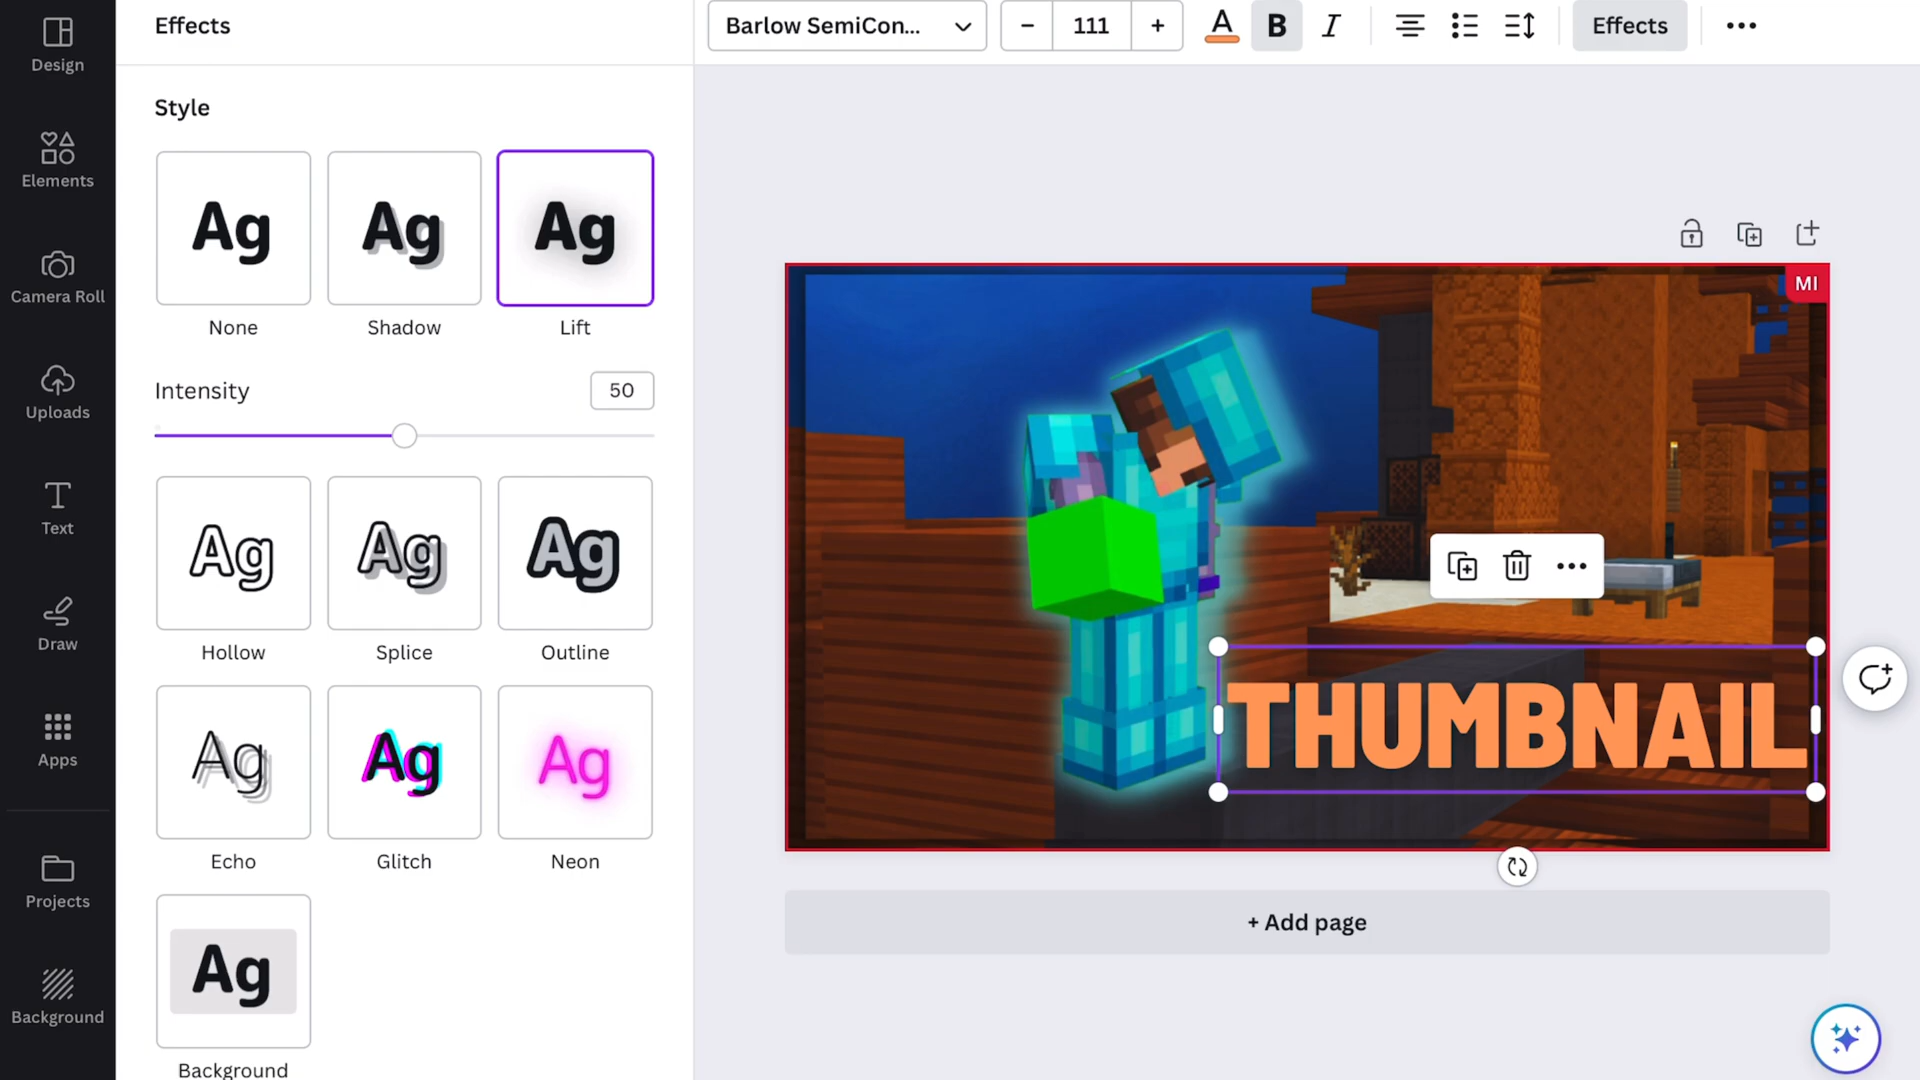 Design
Elements
Camera Roll
Uploads
Text
Draw
Apps
Projects
Background
Effects
Style
Ag
Ag
Ag
None
Shadow
Lift
Intensity
50
Ag
Ag
Ag
Hollow
Splice
Outline
Ag
Ag
Ag
Echo
Glitch
Neon
Ag
Background
Barlow SemiCon...
− 111 +
A
B
I
Effects
MI
THUMBNAIL
+ Add page